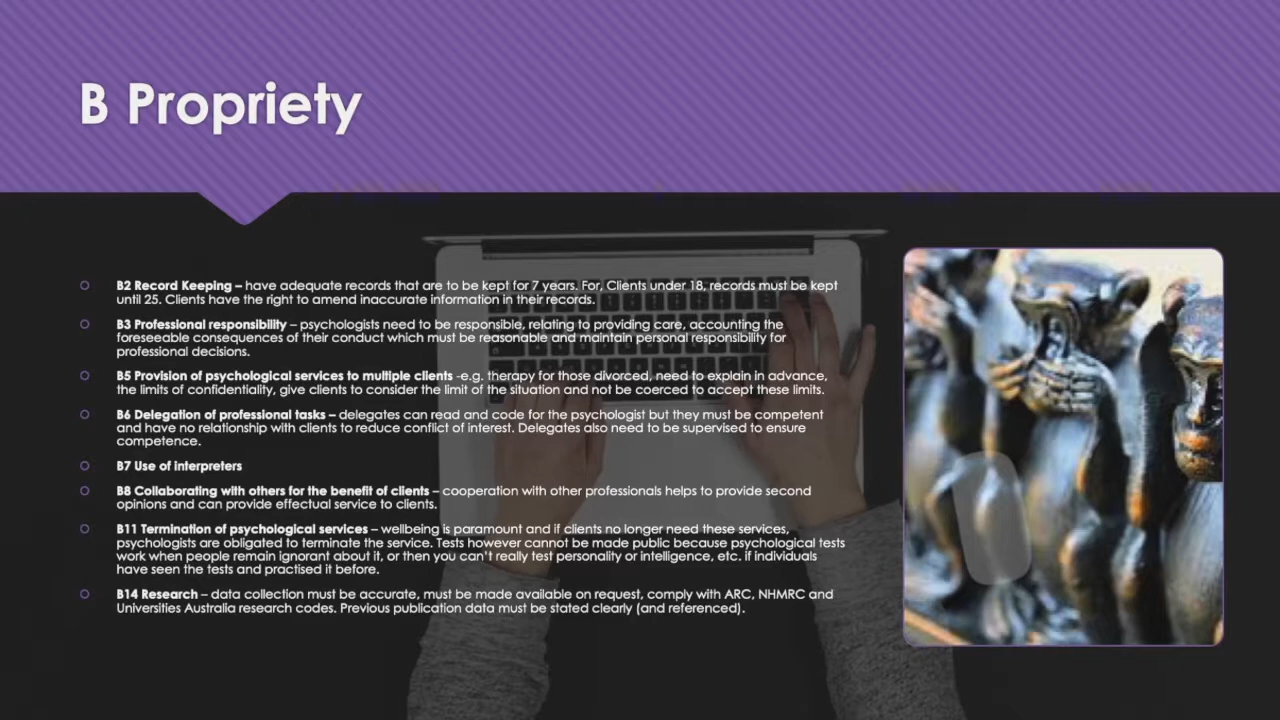 B Propriety
B2 Record Keeping – have adequate records that are to be kept for 7 years. For, Clients under 18, records must be kept
until 25. Clients have the right to amend inaccurate information in their records.
B3 Professional responsibility – psychologists need to be responsible, relating to providing care, accounting the
foreseeable consequences of their conduct which must be reasonable and maintain personal responsibility for
professional decisions.
B5 Provision of psychological services to multiple clients -e.g. therapy for those divorced, need to explain in advance,
the limits of confidentiality, give clients to consider the limit of the situation and not be coerced to accept these limits.
B6 Delegation of professional tasks – delegates can read and code for the psychologist but they must be competent
and have no relationship with clients to reduce conflict of interest. Delegates also need to be supervised to ensure
competence.
B7 Use of interpreters
B8 Collaborating with others for the benefit of clients – cooperation with other professionals helps to provide second
opinions and can provide effectual service to clients.
B11 Termination of psychological services – wellbeing is paramount and if clients no longer need these services,
psychologists are obligated to terminate the service. Tests however cannot be made public because psychological tests
work when people remain ignorant about it, or then you can't really test personality or intelligence, etc. if individuals
have seen the tests and practised it before.
B14 Research – data collection must be accurate, must be made available on request, comply with ARC, NHMRC and
Universities Australia research codes. Previous publication data must be stated clearly (and referenced).